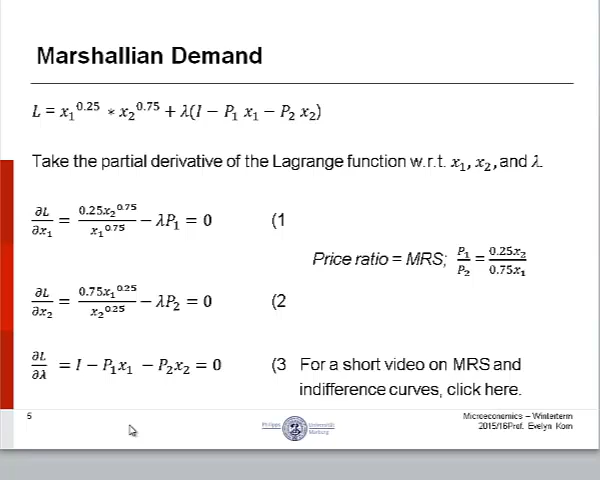 Marshallian Demand
L = x₁^0.25 * x₂^0.75 + λ(I − P₁ x₁ − P₂ x₂)
Take the partial derivative of the Lagrange function w.r.t. x₁, x₂, and λ.
∂L/∂x₁ = 0.25x₂^0.75/x₁^0.75 − λP₁ = 0 (1
Price ratio = MRS; P₁/P₂ = 0.25x₂/0.75x₁
∂L/∂x₂ = 0.75x₁^0.25/x₂^0.25 − λP₂ = 0 (2
∂L/∂λ = I − P₁x₁ − P₂x₂ = 0 (3 For a short video on MRS and
indifference curves, click here.
5
Philipps Universität
Marburg
Microeconomics – Winterterm
2015/16Prof. Evelyn Korn